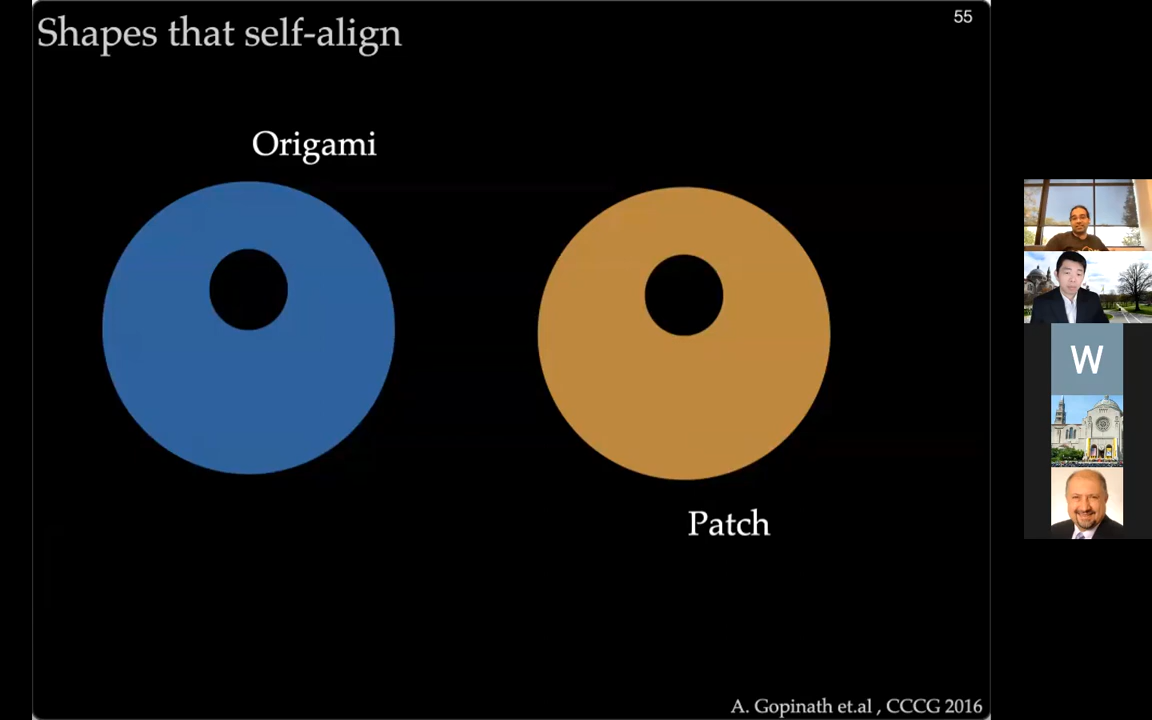 Shapes that self-align
55
Origami
Patch
W
A. Gopinath et.al , CCCG 2016